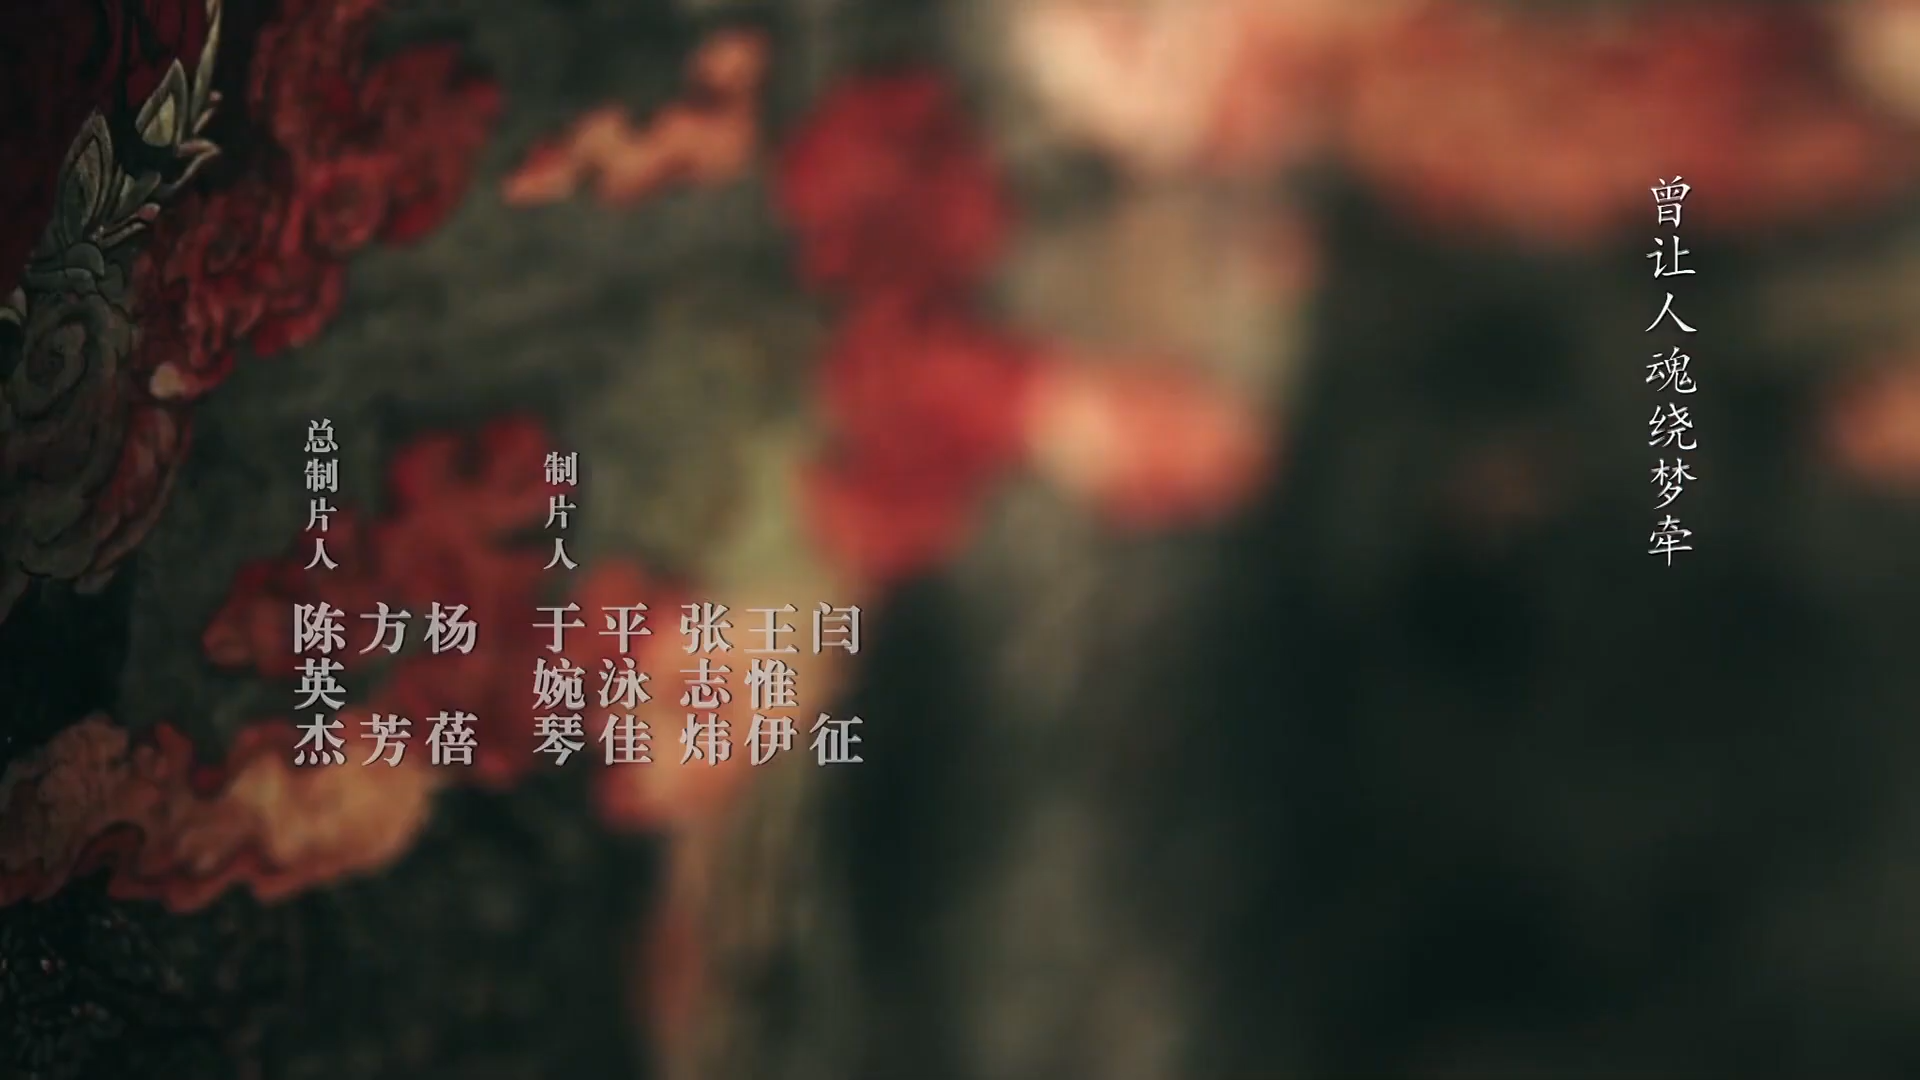 总制片人
陈英杰
方芳
杨蓓
制片人
于婉琴
平泳佳
张志炜
王惟伊
闫征
曾让人魂绕梦牵